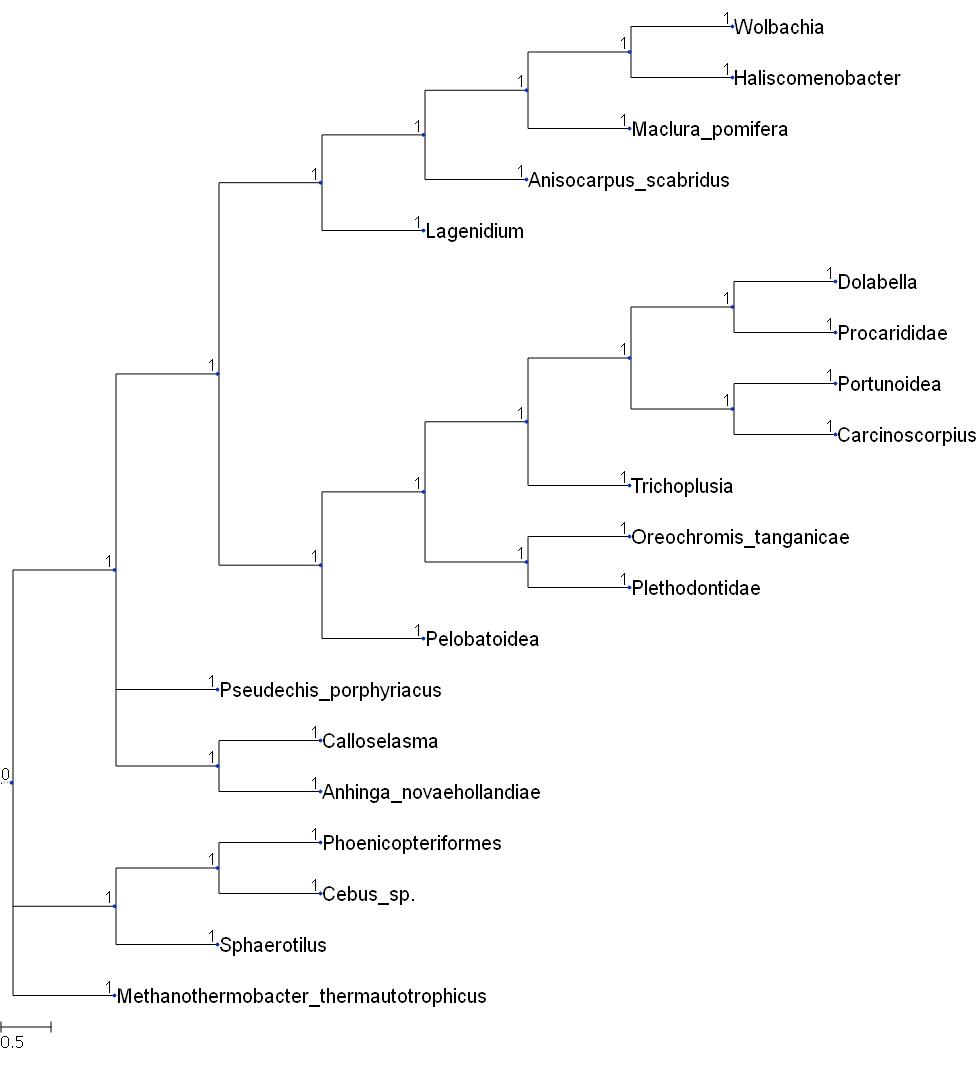 1 Wolbachia
1
1 Haliscomenobacter
1
1 Maclura_pomifera
1
1 Anisocarpus_scabridus
1
1 Lagenidium
1 Dolabella
1
1 Procarididae
1
1 Portunoidea
1
1 Carcinoscorpius
1
1
1 Trichoplusia
1
1 Oreochromis_tanganicae
1
1 Plethodontidae
1
1 Pelobatoidea
1
1 Pseudechis_porphyriacus
1 Calloselasma
1
1 Anhinga_novaehollandiae
0
1 Phoenicopteriformes
1
1 Cebus_sp.
1
1 Sphaerotilus
1 Methanothermobacter_thermautotrophicus
0.5